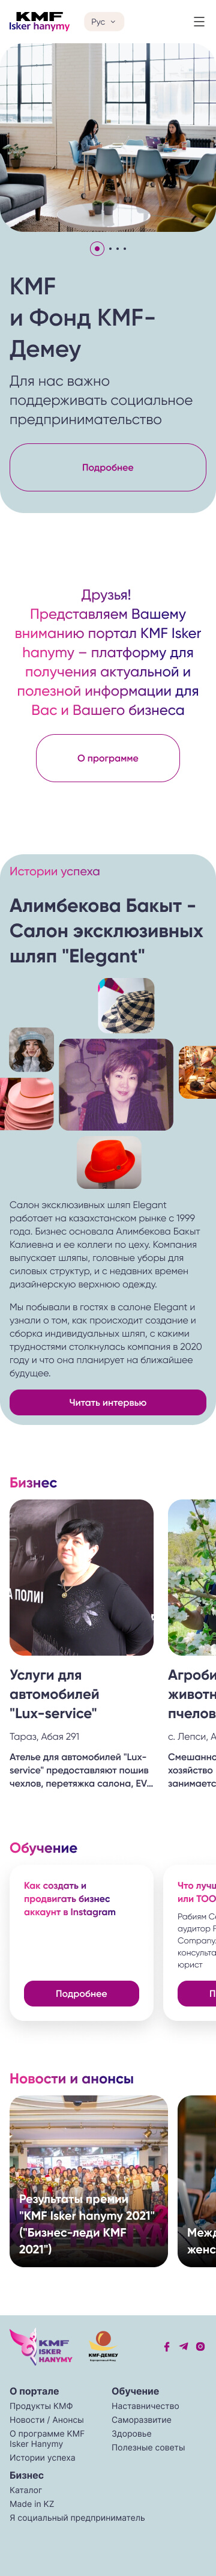 KMF
Isker hanymy
Рус
KMF
и Фонд KMF-
Демеу
Для нас важно
поддерживать социальное
предпринимательство
Подробнее
Друзья!
Представляем Вашему
вниманию портал KMF Isker
hanymy – платформу для
получения актуальной и
полезной информации для
Вас и Вашего бизнеса
О программе
Истории успеха
Алимбекова Бакыт -
Салон эксклюзивных
шляп "Elegant"
Салон эксклюзивных шляп Elegant
работает на казахстанском рынке с 1999
года. Бизнес основала Алимбекова Бакыт
Калиевна и ее коллеги по цеху. Компания
выпускает шляпы, головные уборы для
силовых структур, и с недавних времен
дизайнерскую верхнюю одежду.
Мы побывали в гостях в салоне Elegant и
узнали о том, как происходит создание и
сборка индивидуальных шляп, с какими
трудностями столкнулась компания в 2020
году и что она планирует на ближайшее
будущее.
Читать интервью
Бизнес
Услуги для
автомобилей
"Lux-service"
Тараз, Абая 291
Ателье для автомобилей "Lux-
service" предоставляют пошив
чехлов, перетяжка салона, EV...
Агроби
животн
пчелов
с. Лепси, А
Смешанно
хозяйство
занимаетс
Обучение
Как создать и
продвигать бизнес
аккаунт в Instagram
Подробнее
Что лучш
или ТОО
Рабиям Се
аудитор F
Company,
консульта
юрист
П
Новости и анонсы
Результаты премии
"KMF Isker hanymy 2021"
("Бизнес-леди KMF
2021")
Межд
женс
KMF
ISKER
HANYMY
KMF-ДЕМЕУ
О портале
Продукты КМФ
Новости / Анонсы
О программе KMF
Isker Hanymy
Истории успеха
Обучение
Наставничество
Саморазвитие
Здоровье
Полезные советы
Бизнес
Каталог
Made in KZ
Я социальный предприниматель